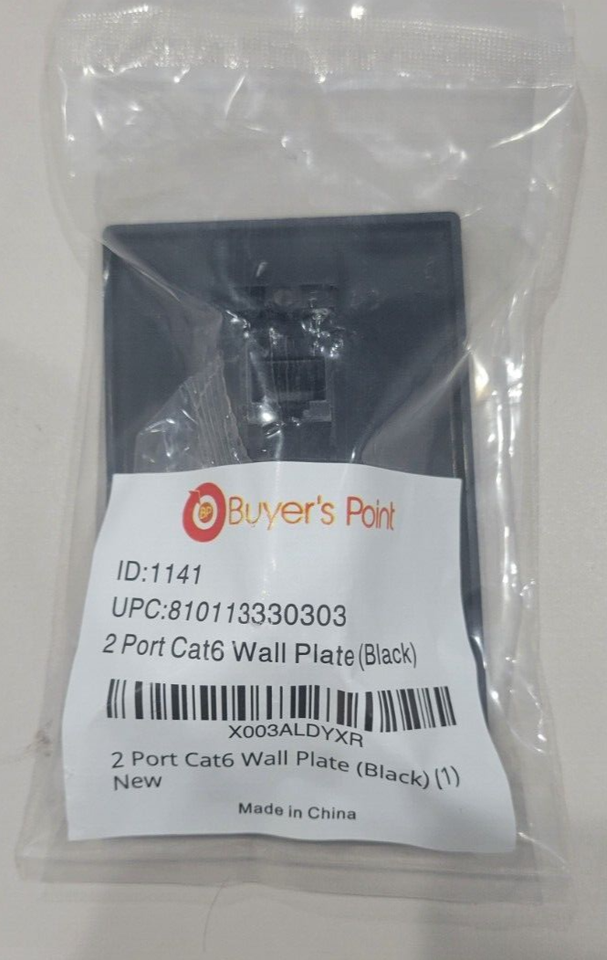 BP Buyer's Point
ID:1141
UPC:810113330303
2 Port Cat6 Wall Plate (Black)
X003ALDYXR
2 Port Cat6 Wall Plate (Black) (1)
New
Made in China